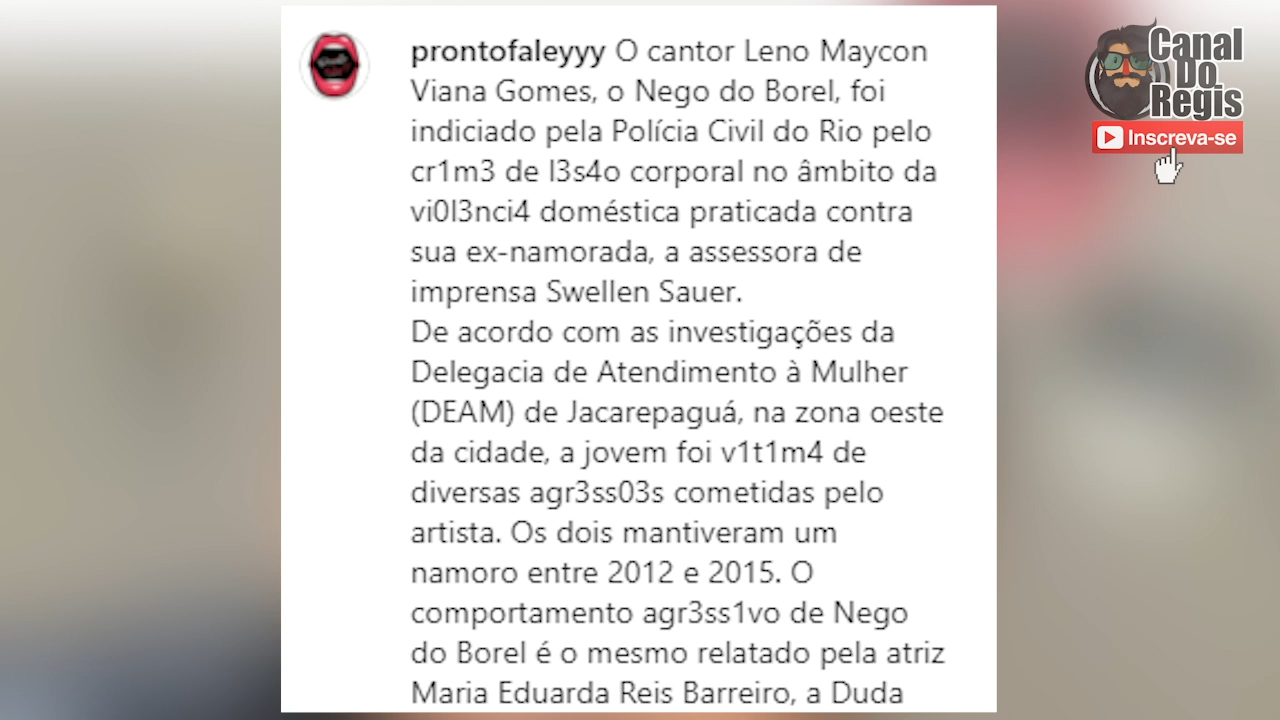 prontofaleyyy O cantor Leno Maycon
Viana Gomes, o Nego do Borel, foi
indiciado pela Polícia Civil do Rio pelo
cr1m3 de l3s4o corporal no âmbito da
vi0l3nci4 doméstica praticada contra
sua ex-namorada, a assessora de
imprensa Swellen Sauer.
De acordo com as investigações da
Delegacia de Atendimento à Mulher
(DEAM) de Jacarepaguá, na zona oeste
da cidade, a jovem foi v1t1m4 de
diversas agr3ss03s cometidas pelo
artista. Os dois mantiveram um
namoro entre 2012 e 2015. O
comportamento agr3ss1vo de Nego
do Borel é o mesmo relatado pela atriz
Maria Eduarda Reis Barreiro, a Duda
Canal
Do
Regis
Inscreva-se